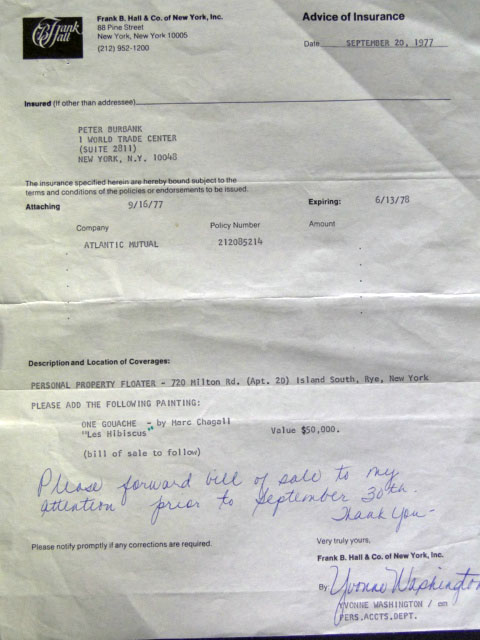 Frank B. Hall
Frank B. Hall & Co. of New York, Inc.
88 Pine Street
New York, New York 10005
(212) 952-1200
Advice of Insurance
Date SEPTEMBER 20, 1977
Insured (If other than addressee)
PETER BURBANK
1 WORLD TRADE CENTER
(SUITE 2811)
NEW YORK, N.Y. 10048
The insurance specified herein are hereby bound subject to the
terms and conditions of the policies or endorsements to be issued.
Attaching 9/16/77 Expiring: 6/13/78
Company Policy Number Amount
ATLANTIC MUTUAL 212085214
Description and Location of Coverages:
PERSONAL PROPERTY FLOATER - 720 Milton Rd. (Apt. 20) Island South, Rye, New York
PLEASE ADD THE FOLLOWING PAINTING:
ONE GOUACHE - by Marc Chagall
"Les Hibiscus" Value $50,000.
(bill of sale to follow)
Please forward bill of sale to my
attention prior to September 30th.
Thank You-
Please notify promptly if any corrections are required.
Very truly yours,
Frank B. Hall & Co. of New York, Inc.
By Yvonne Washington
YVONNE WASHINGTON / em
PERS.ACCTS.DEPT.